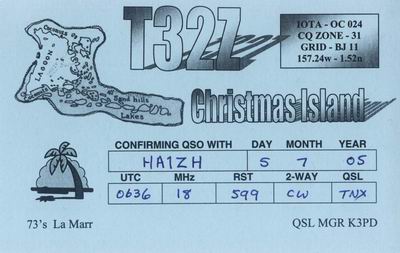 T32Z
IOTA - OC 024
CQ ZONE - 31
GRID - BJ 11
157.24w - 1.52n
LAGOON
Sand hills
Lakes
Christmas Island
CONFIRMING QSO WITH DAY MONTH YEAR
HA1ZH 5 7 05
UTC MHz RST 2-WAY QSL
0636 18 599 CW TNX
73's La Marr
QSL MGR K3PD